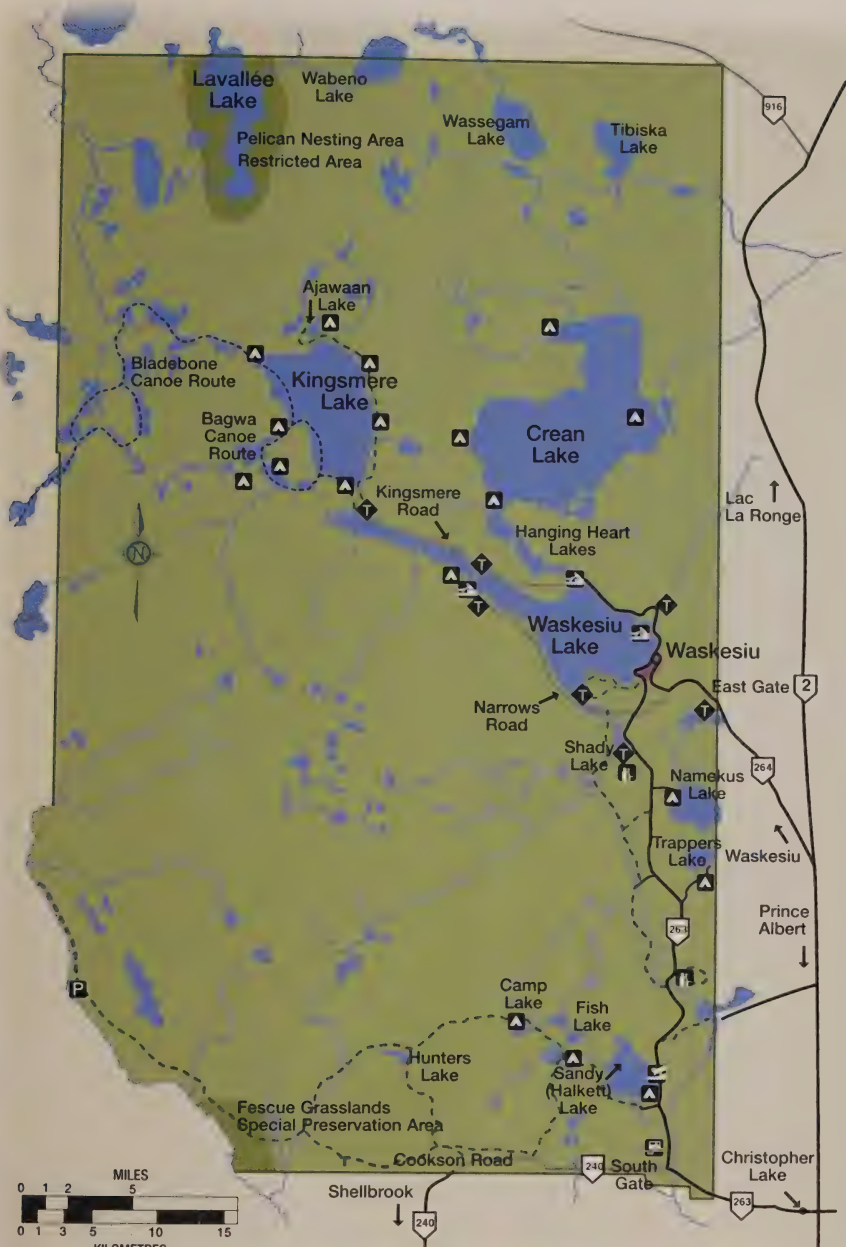 Lavallée
Lake
Wabeno
Lake
Pelican Nesting Area
Restricted Area
Wassegam
Lake
Tibiska
Lake
916
Ajawaan
Lake
Bladebone
Canoe Route
Kingsmere
Lake
Bagwa
Canoe
Route
Crean
Lake
Kingsmere
Road
T
Lac
La Ronge
N
Hanging Heart
Lakes
T
T
T
Waskesiu
Lake
Waskesiu
East Gate
2
T
T
Narrows
Road
T
Shady
Lake
264
Namekus
Lake
Trappers
Lake
Waskesiu
263
Prince
Albert
P
Camp
Lake
Fish
Lake
Hunters
Lake
Sandy
(Halkett)
Lake
Fescue Grasslands
Special Preservation Area
Cookson Road
240
South
Gate
Christopher
Lake
263
Shellbrook
240
MILES
0 1 2 5
0 1 3 5 10 15
KILOMETRES